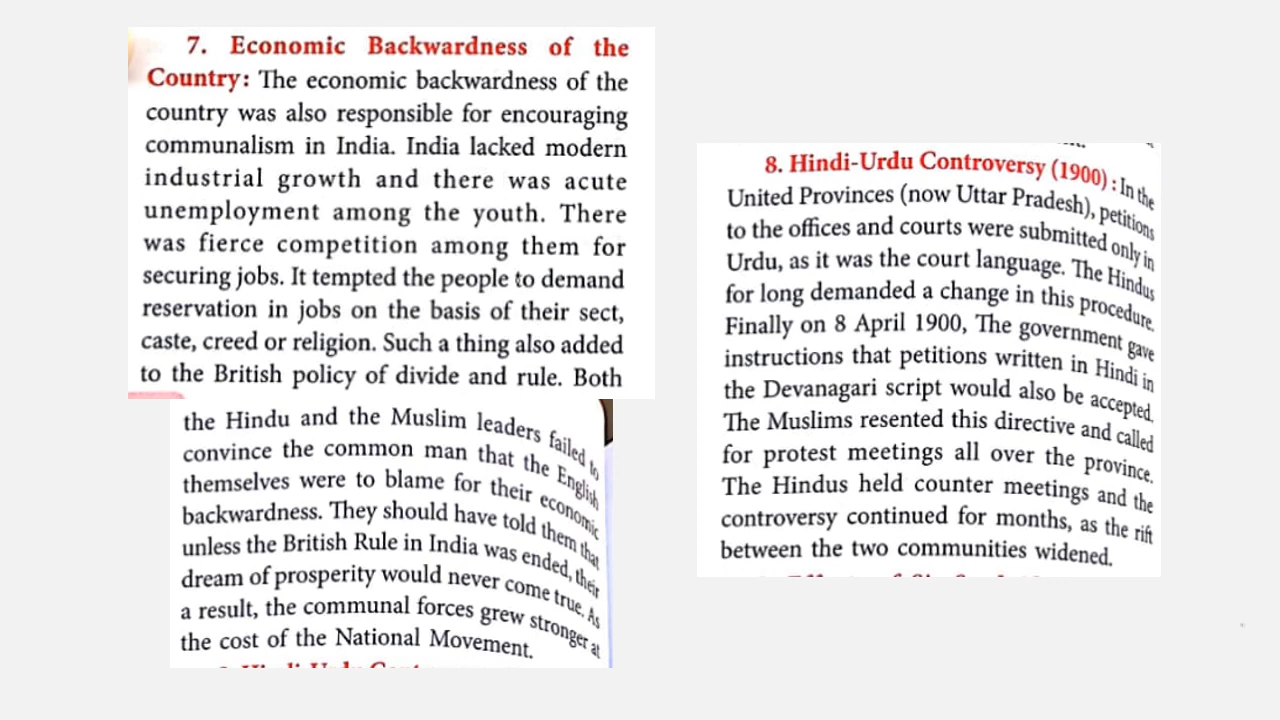 7. Economic Backwardness of the
Country: The economic backwardness of the
country was also responsible for encouraging
communalism in India. India lacked modern
industrial growth and there was acute
unemployment among the youth. There
was fierce competition among them for
securing jobs. It tempted the people to demand
reservation in jobs on the basis of their sect,
caste, creed or religion. Such a thing also added
to the British policy of divide and rule. Both
the Hindu and the Muslim leaders failed to
convince the common man that the English
themselves were to blame for their economic
backwardness. They should have told them that
unless the British Rule in India was ended, their
dream of prosperity would never come true. As
a result, the communal forces grew stronger at
the cost of the National Movement.
8. Hindi-Urdu Controversy (1900) : In the
United Provinces (now Uttar Pradesh), petitions
to the offices and courts were submitted only in
Urdu, as it was the court language. The Hindus
for long demanded a change in this procedure.
Finally on 8 April 1900, The government gave
instructions that petitions written in Hindi in
the Devanagari script would also be accepted.
The Muslims resented this directive and called
for protest meetings all over the province.
The Hindus held counter meetings and the
controversy continued for months, as the rift
between the two communities widened.